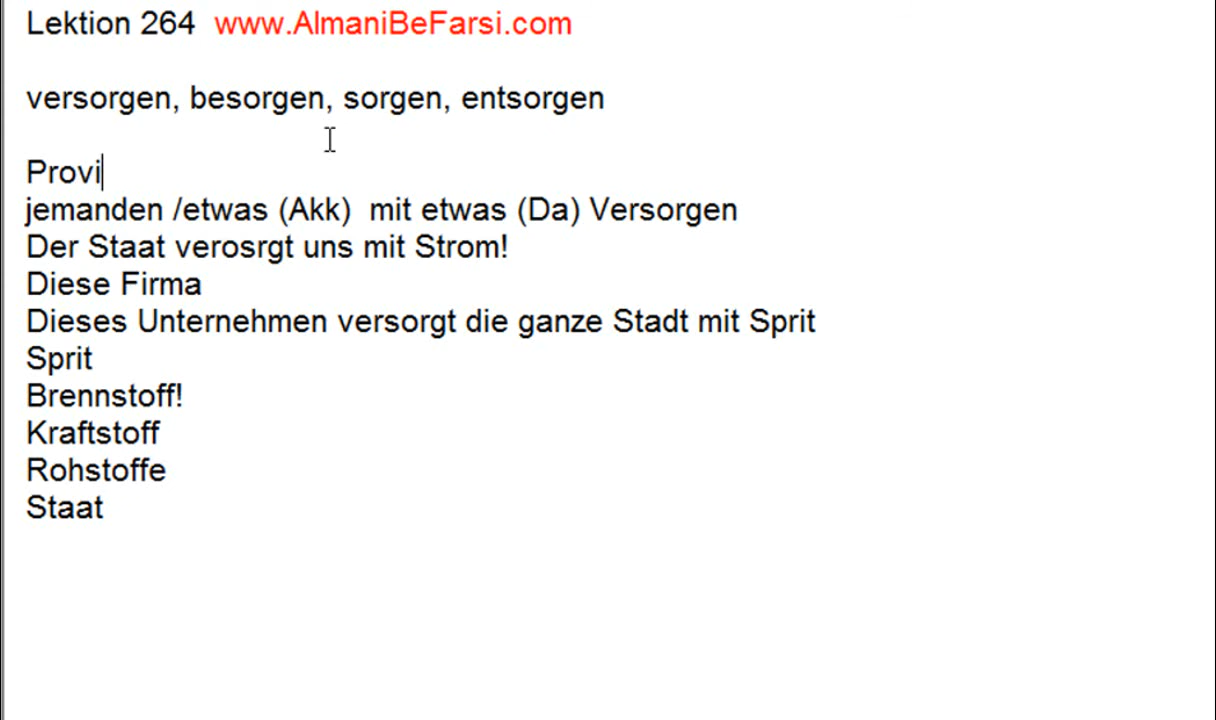 Lektion 264  www.AlmaniBeFarsi.com
versorgen, besorgen, sorgen, entsorgen
Provi
jemanden /etwas (Akk)  mit etwas (Da) Versorgen
Der Staat verosrgt uns mit Strom!
Diese Firma
Dieses Unternehmen versorgt die ganze Stadt mit Sprit
Sprit
Brennstoff!
Kraftstoff
Rohstoffe
Staat